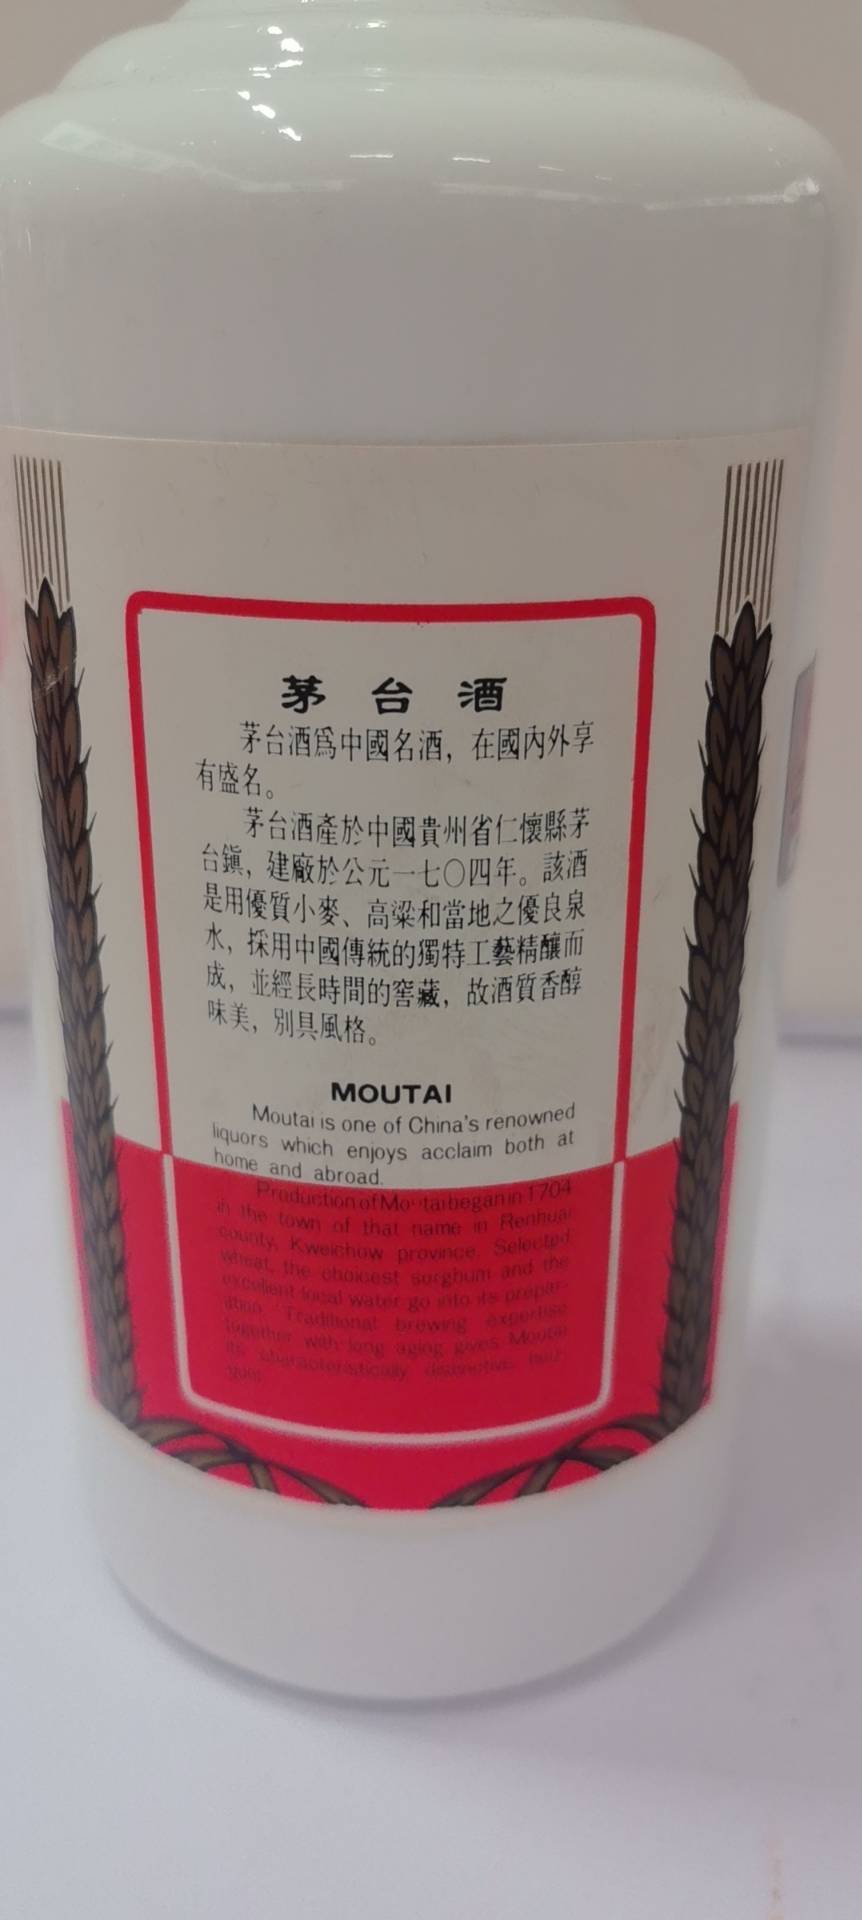 茅台酒
茅台酒爲中國名酒，在國內外享
有盛名。
茅台酒產於中國貴州省仁懷縣茅
台鎮，建廠於公元一七〇四年。該酒
是用優質小麥、高粱和當地之優良泉
水，採用中國傳統的獨特工藝精釀而
成，並經長時間的窖藏，故酒質香醇
味美，別具風格。
MOUTAI
Moutai is one of China's renowned
liquors which enjoys acclaim both at
home and abroad.
Production of Moutai began in 1704
in the town of that name in Renhuai
county, Kweichow province. Selected
wheat, the choicest sorghum and the
excellent local water go into its prepar-
ation. Traditional brewing expertise
together with long aging gives Moutai
its characteristically distinctive